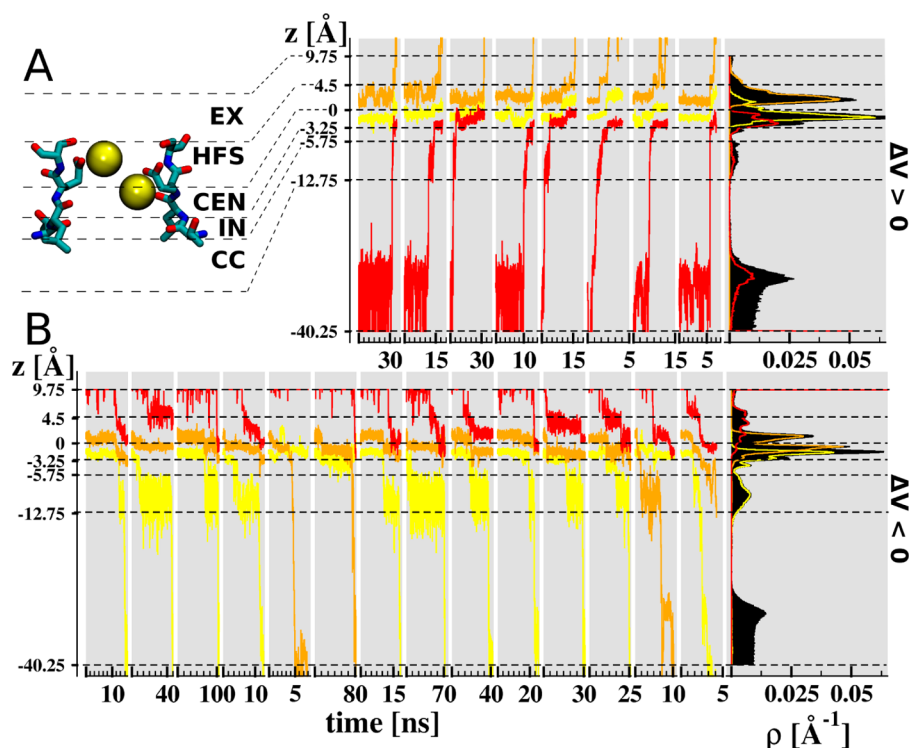 A
z [Å]
9.75
4.5
0
-3.25
-5.75
-12.75
-40.25
EX
HFS
CEN
IN
CC
30 15 30 10 15 5 15 5 0.025 0.05
ΔV > 0
B
z [Å]
9.75
4.5
0
-3.25
-5.75
-12.75
-40.25
10 40 100 10 5 80 15 70 40 20 30 25 10 5 0.025 0.05
ΔV < 0
time [ns]
ρ [Å⁻¹]